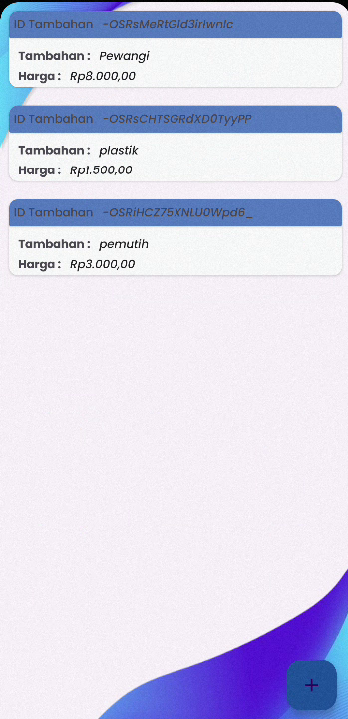 ID Tambahan -OSRsMeRtGld3irIwnIc
Tambahan : Pewangi
Harga : Rp8.000,00
ID Tambahan -OSRsCHTSGRdXD0TyyPP
Tambahan : plastik
Harga : Rp1.500,00
ID Tambahan -OSRiHCZ75XNLU0Wpd6_
Tambahan : pemutih
Harga : Rp3.000,00
+